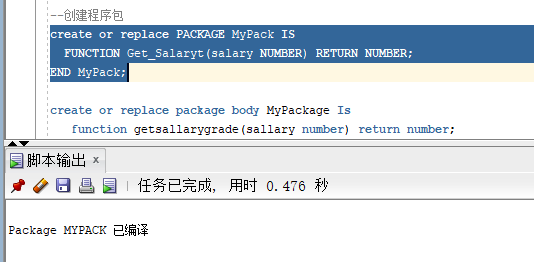 --创建程序包
create or replace PACKAGE MyPack IS
FUNCTION Get_Salaryt(salary NUMBER) RETURN NUMBER;
END MyPack;
create or replace package body MyPackage Is
function getsallarygrade(sallary number) return number;
脚本输出 ×
任务已完成, 用时 0.476 秒
Package MYPACK 已编译